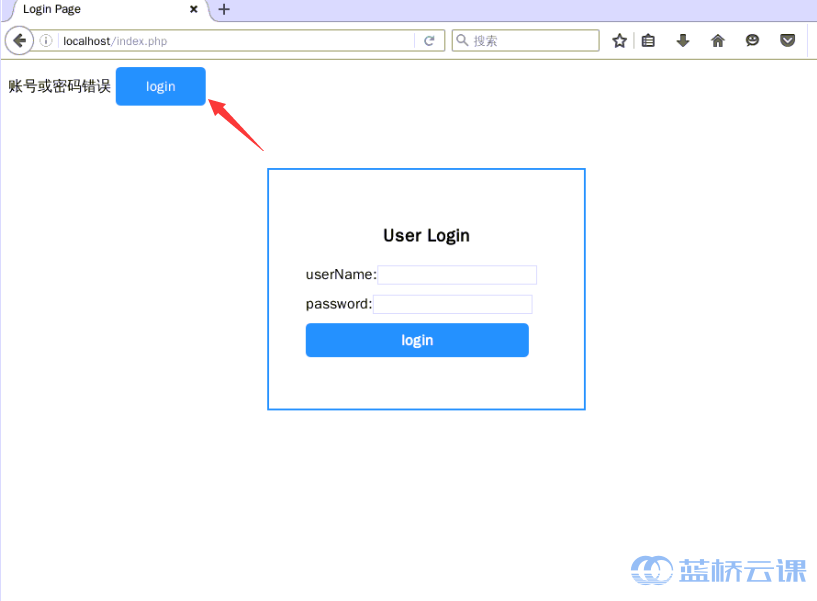 Login Page
localhost/index.php
搜索
账号或密码错误 login
User Login
userName:
password:
login
蓝桥云课